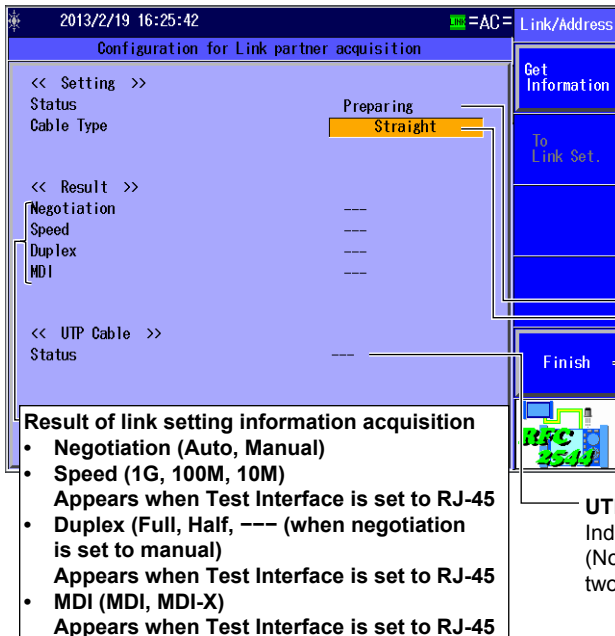 2013/2/19 16:25:42
LINK =AC=
Link/Address
Configuration for Link partner acquisition
<< Setting >>
Status Preparing
Cable Type Straight
<< Result >>
Negotiation ---
Speed ---
Duplex ---
MDI ---
<< UTP Cable >>
Status ---
Get
Information
To
Link Set.
Finish
RFC
2544
Result of link setting information acquisition
• Negotiation (Auto, Manual)
• Speed (1G, 100M, 10M)
Appears when Test Interface is set to RJ-45
• Duplex (Full, Half, −−− (when negotiation
is set to manual)
Appears when Test Interface is set to RJ-45
• MDI (MDI, MDI-X)
Appears when Test Interface is set to RJ-45